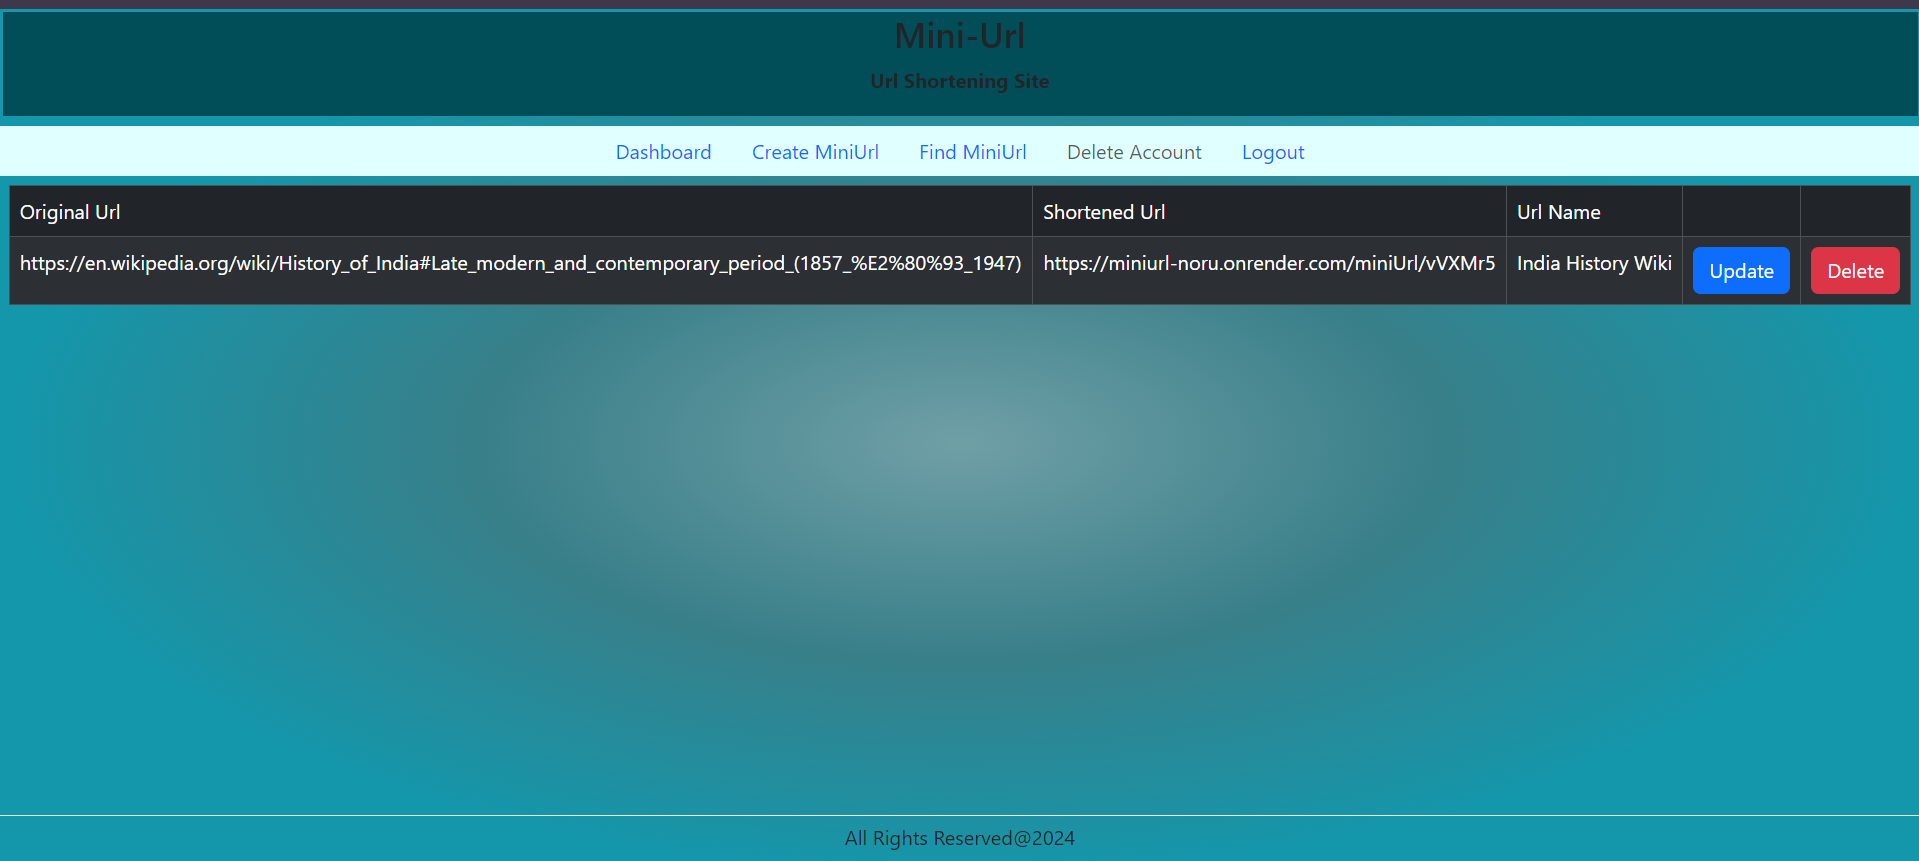 Mini-Url
Url Shortening Site
Dashboard Create MiniUrl Find MiniUrl Delete Account Logout
Original Url Shortened Url Url Name
https://en.wikipedia.org/wiki/History_of_India#Late_modern_and_contemporary_period_(1857_%E2%80%93_1947) https://miniurl-noru.onrender.com/miniUrl/vVXMr5 India History Wiki Update Delete
All Rights Reserved@2024